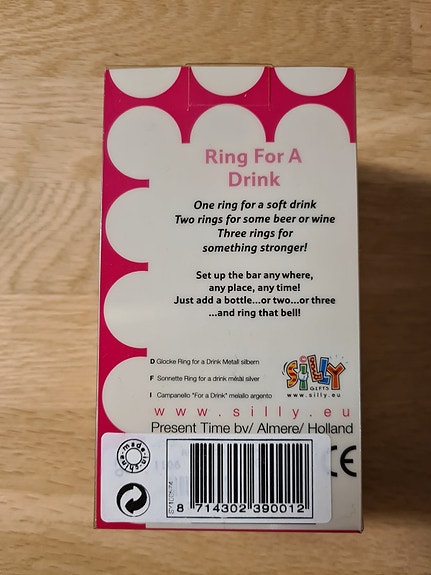 Ring For A
Drink
One ring for a soft drink
Two rings for some beer or wine
Three rings for
something stronger!
Set up the bar any where,
any place, any time!
Just add a bottle...or two...or three
...and ring that bell!
D Glocke Ring for a Drink Metall silbern
F Sonnette Ring for a drink métal silver
I Campanello "For a Drink" metallo argento
SILLY
GIFTS
www.silly.eu
www.silly.eu
Present Time bv/ Almere/ Holland
made in china
CE
8 714302 390012